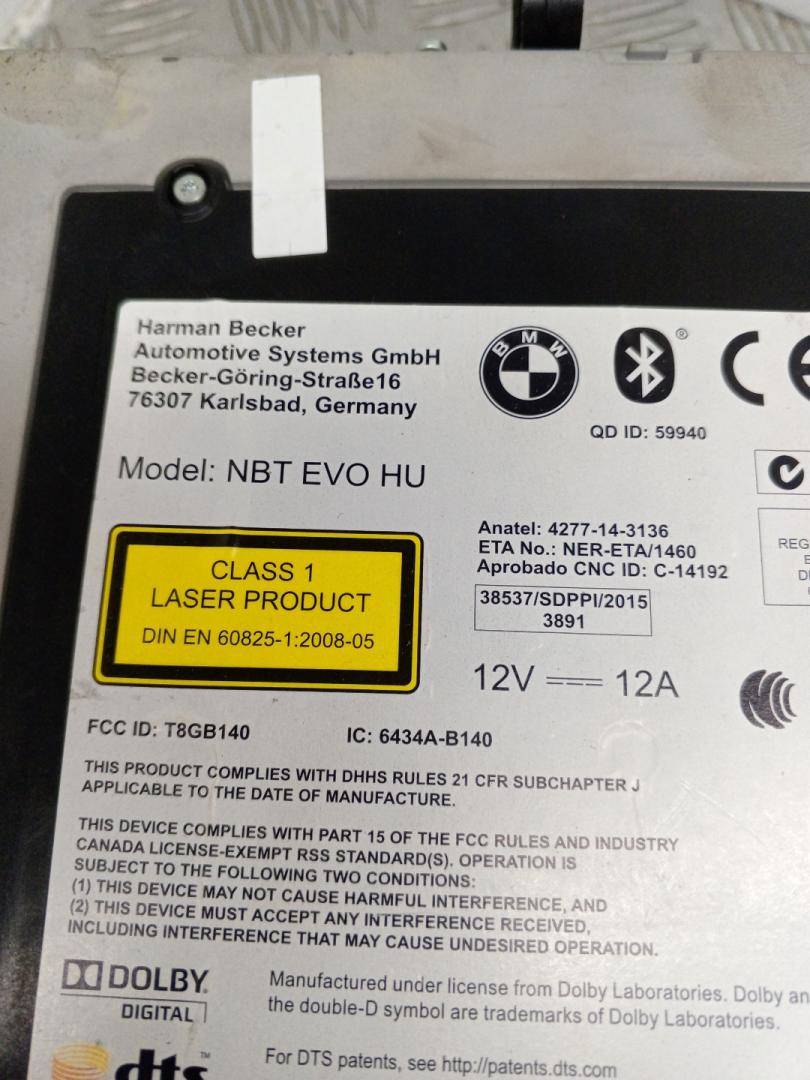 Harman Becker
Automotive Systems GmbH
Becker-Göring-Straße16
76307 Karlsbad, Germany
BMW
®
QD ID: 59940
Model: NBT EVO HU
CLASS 1
LASER PRODUCT
DIN EN 60825-1:2008-05
Anatel: 4277-14-3136
ETA No.: NER-ETA/1460
Aprobado CNC ID: C-14192
38537/SDPPI/2015
3891
REG
12V 12A
FCC ID: T8GB140
IC: 6434A-B140
THIS PRODUCT COMPLIES WITH DHHS RULES 21 CFR SUBCHAPTER J
APPLICABLE TO THE DATE OF MANUFACTURE.
THIS DEVICE COMPLIES WITH PART 15 OF THE FCC RULES AND INDUSTRY
CANADA LICENSE-EXEMPT RSS STANDARD(S). OPERATION IS
SUBJECT TO THE FOLLOWING TWO CONDITIONS:
(1) THIS DEVICE MAY NOT CAUSE HARMFUL INTERFERENCE, AND
(2) THIS DEVICE MUST ACCEPT ANY INTERFERENCE RECEIVED,
INCLUDING INTERFERENCE THAT MAY CAUSE UNDESIRED OPERATION.
DOLBY
DIGITAL
Manufactured under license from Dolby Laboratories. Dolby an
the double-D symbol are trademarks of Dolby Laboratories.
dts ™
For DTS patents, see http://patents.dts.com